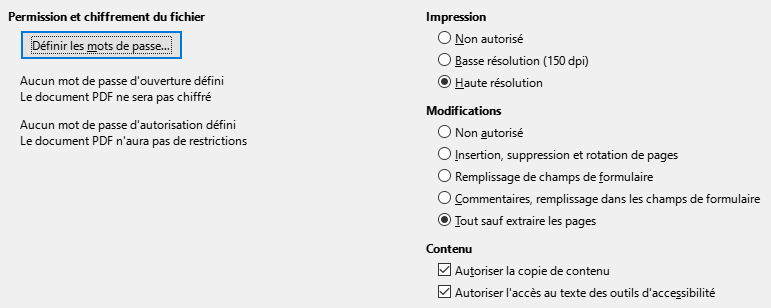 Permission et chiffrement du fichier
Définir les mots de passe...
Aucun mot de passe d'ouverture défini
Le document PDF ne sera pas chiffré
Aucun mot de passe d'autorisation défini
Le document PDF n'aura pas de restrictions
Impression
Non autorisé
Basse résolution (150 dpi)
Haute résolution
Modifications
Non autorisé
Insertion, suppression et rotation de pages
Remplissage de champs de formulaire
Commentaires, remplissage dans les champs de formulaire
Tout sauf extraire les pages
Contenu
Autoriser la copie de contenu
Autoriser l'accès au texte des outils d'accessibilité